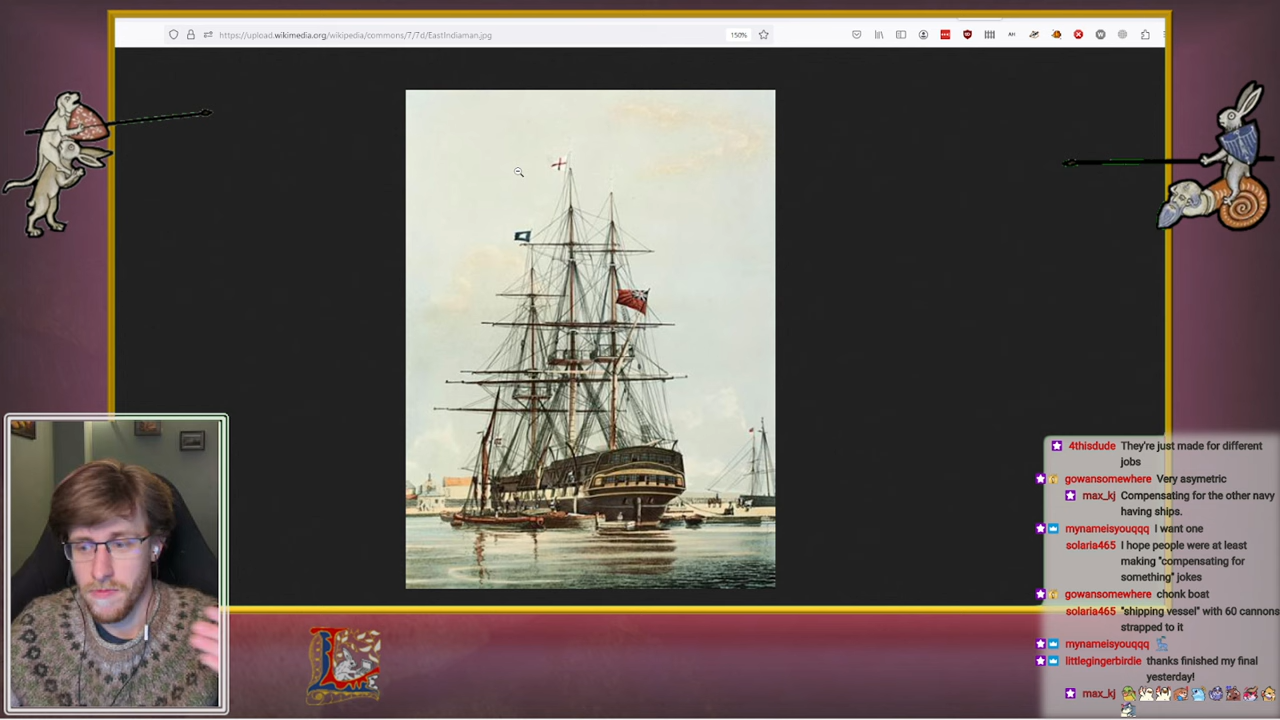 https://upload.wikimedia.org/wikipedia/commons/7/7d/EastIndiaman.jpg
150%
AH
W
L
4thisdude They're just made for different
jobs
gowansomewhere Very asymetric
max_kj Compensating for the other navy
having ships.
mynameisyouqqq I want one
solaria465 I hope people were at least
making "compensating for
something" jokes
gowansomewhere chonk boat
solaria465 "shipping vessel" with 60 cannons
strapped to it
mynameisyouqqq
littlegingerbirdie thanks finished my final
yesterday!
max_kj